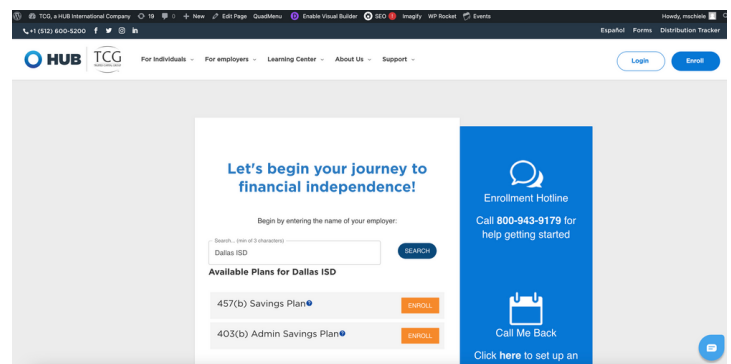 TCG, a HUB International Company 19 0 + New Edit Page QuadMenu Enable Visual Builder SEO Imagify WP Rocket Events Howdy, mschiele
+1 (512) 600-5200 Español Forms Distribution Tracker
HUB TCG For Individuals For employers Learning Center About Us Support Login Enroll
Let's begin your journey to
financial independence!
Begin by entering the name of your employer:
Search... (min of 3 characters)
Dallas ISD SEARCH
Available Plans for Dallas ISD
457(b) Savings Plan ENROLL
403(b) Admin Savings Plan ENROLL
Enrollment Hotline
Call 800-943-9179 for
help getting started
Call Me Back
Click here to set up an